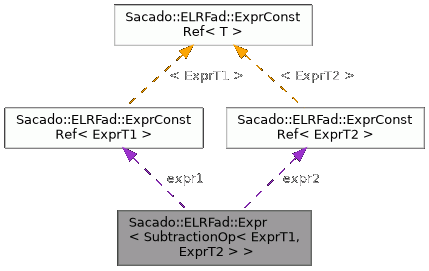 Sacado::ELRFad::ExprConst
Ref< T >
< ExprT1 >
< ExprT2 >
Sacado::ELRFad::ExprConst
Ref< ExprT1 >
Sacado::ELRFad::ExprConst
Ref< ExprT2 >
expr1
expr2
Sacado::ELRFad::Expr
< SubtractionOp< ExprT1,
ExprT2 > >